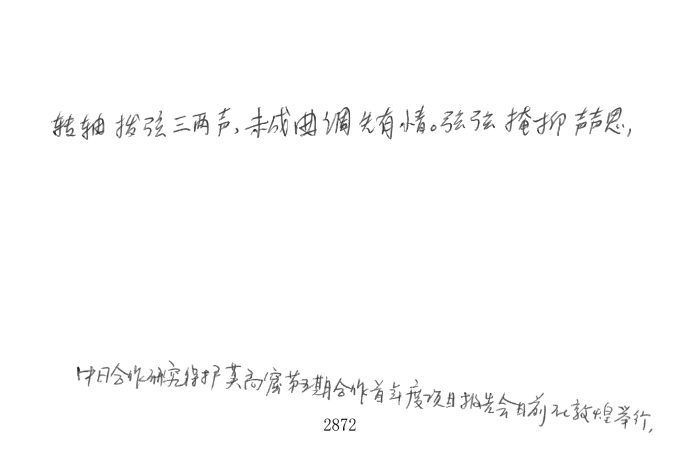 转轴拨弦三两声,未成曲调先有情。弦弦掩抑声声思,
中日合作研究保护莫高窟第五期合作首年度项目报告会日前在敦煌举行,
2872